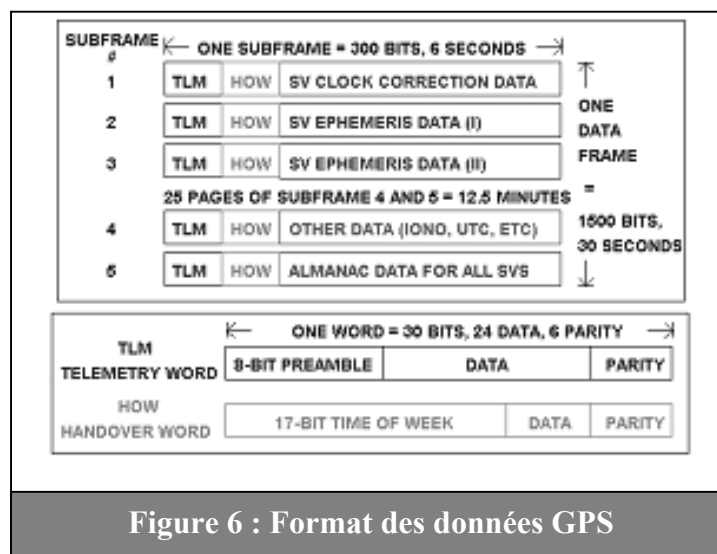 SUBFRAME ONE SUBFRAME = 300 BITS, 6 SECONDS
#
1 TLM HOW SV CLOCK CORRECTION DATA
ONE
2 TLM HOW SV EPHEMERIS DATA (I) DATA
3 TLM HOW SV EPHEMERIS DATA (II) FRAME
25 PAGES OF SUBFRAME 4 AND 5 = 12.5 MINUTES =
4 TLM HOW OTHER DATA (IONO, UTC, ETC) 1500 BITS,
30 SECONDS
5 TLM HOW ALMANAC DATA FOR ALL SVS
ONE WORD = 30 BITS, 24 DATA, 6 PARITY
TLM
TELEMETRY WORD 8-BIT PREAMBLE DATA PARITY
HOW
HANDOVER WORD 17-BIT TIME OF WEEK DATA PARITY
Figure 6 : Format des données GPS